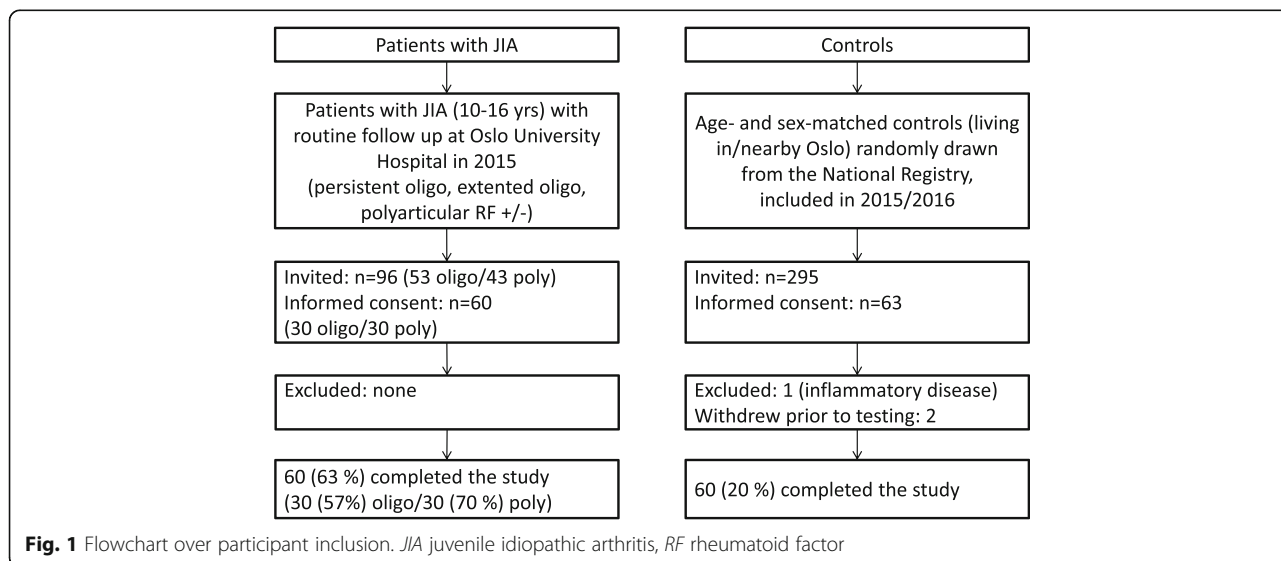 Patients with JIA
Patients with JIA (10-16 yrs) with
routine follow up at Oslo University
Hospital in 2015
(persistent oligo, extented oligo,
polyarticular RF +/-)
Invited: n=96 (53 oligo/43 poly)
Informed consent: n=60
(30 oligo/30 poly)
Excluded: none
60 (63 %) completed the study
(30 (57%) oligo/30 (70 %) poly)
Controls
Age- and sex-matched controls (living
in/nearby Oslo) randomly drawn
from the National Registry,
included in 2015/2016
Invited: n=295
Informed consent: n=63
Excluded: 1 (inflammatory disease)
Withdrew prior to testing: 2
60 (20 %) completed the study
Fig. 1 Flowchart over participant inclusion. JIA juvenile idiopathic arthritis, RF rheumatoid factor